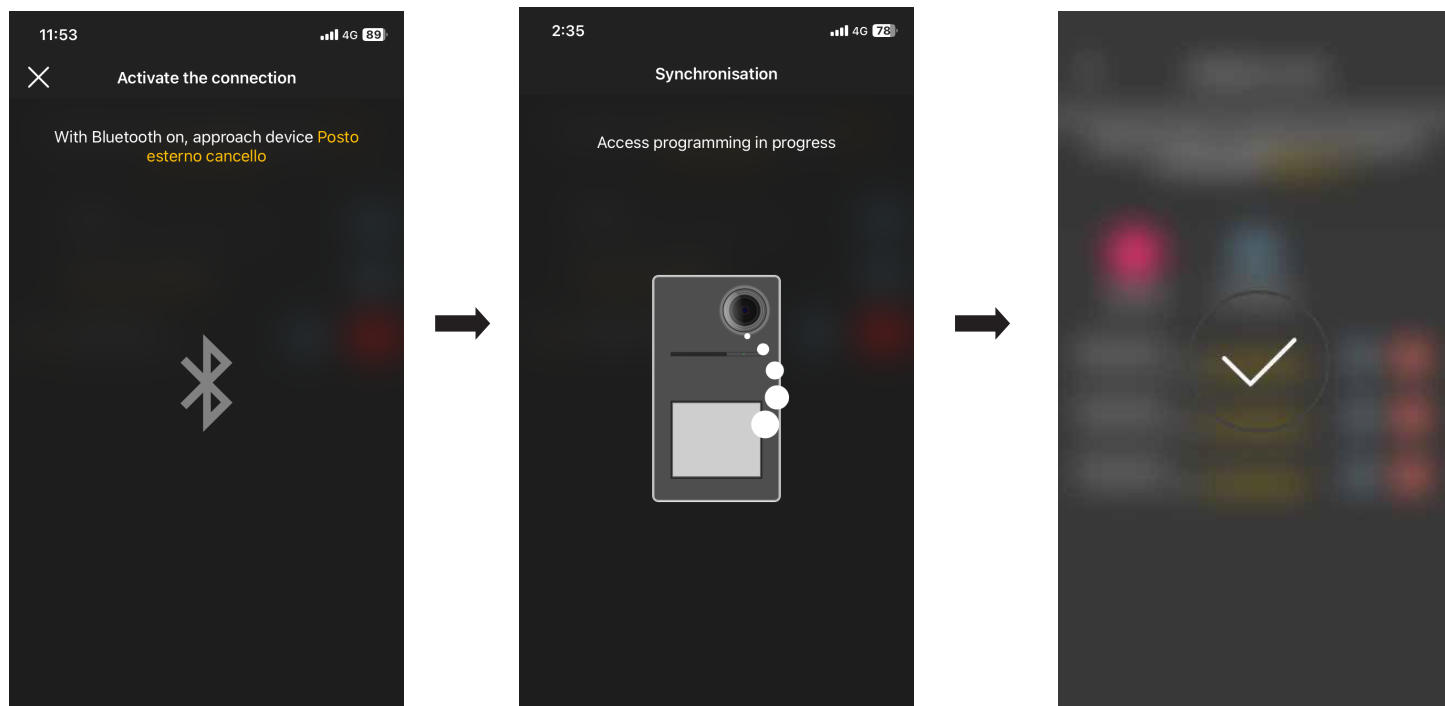 11:53
4G 89
Activate the connection
With Bluetooth on, approach device Posto
esterno cancello
2:35
4G 78
Synchronisation
Access programming in progress